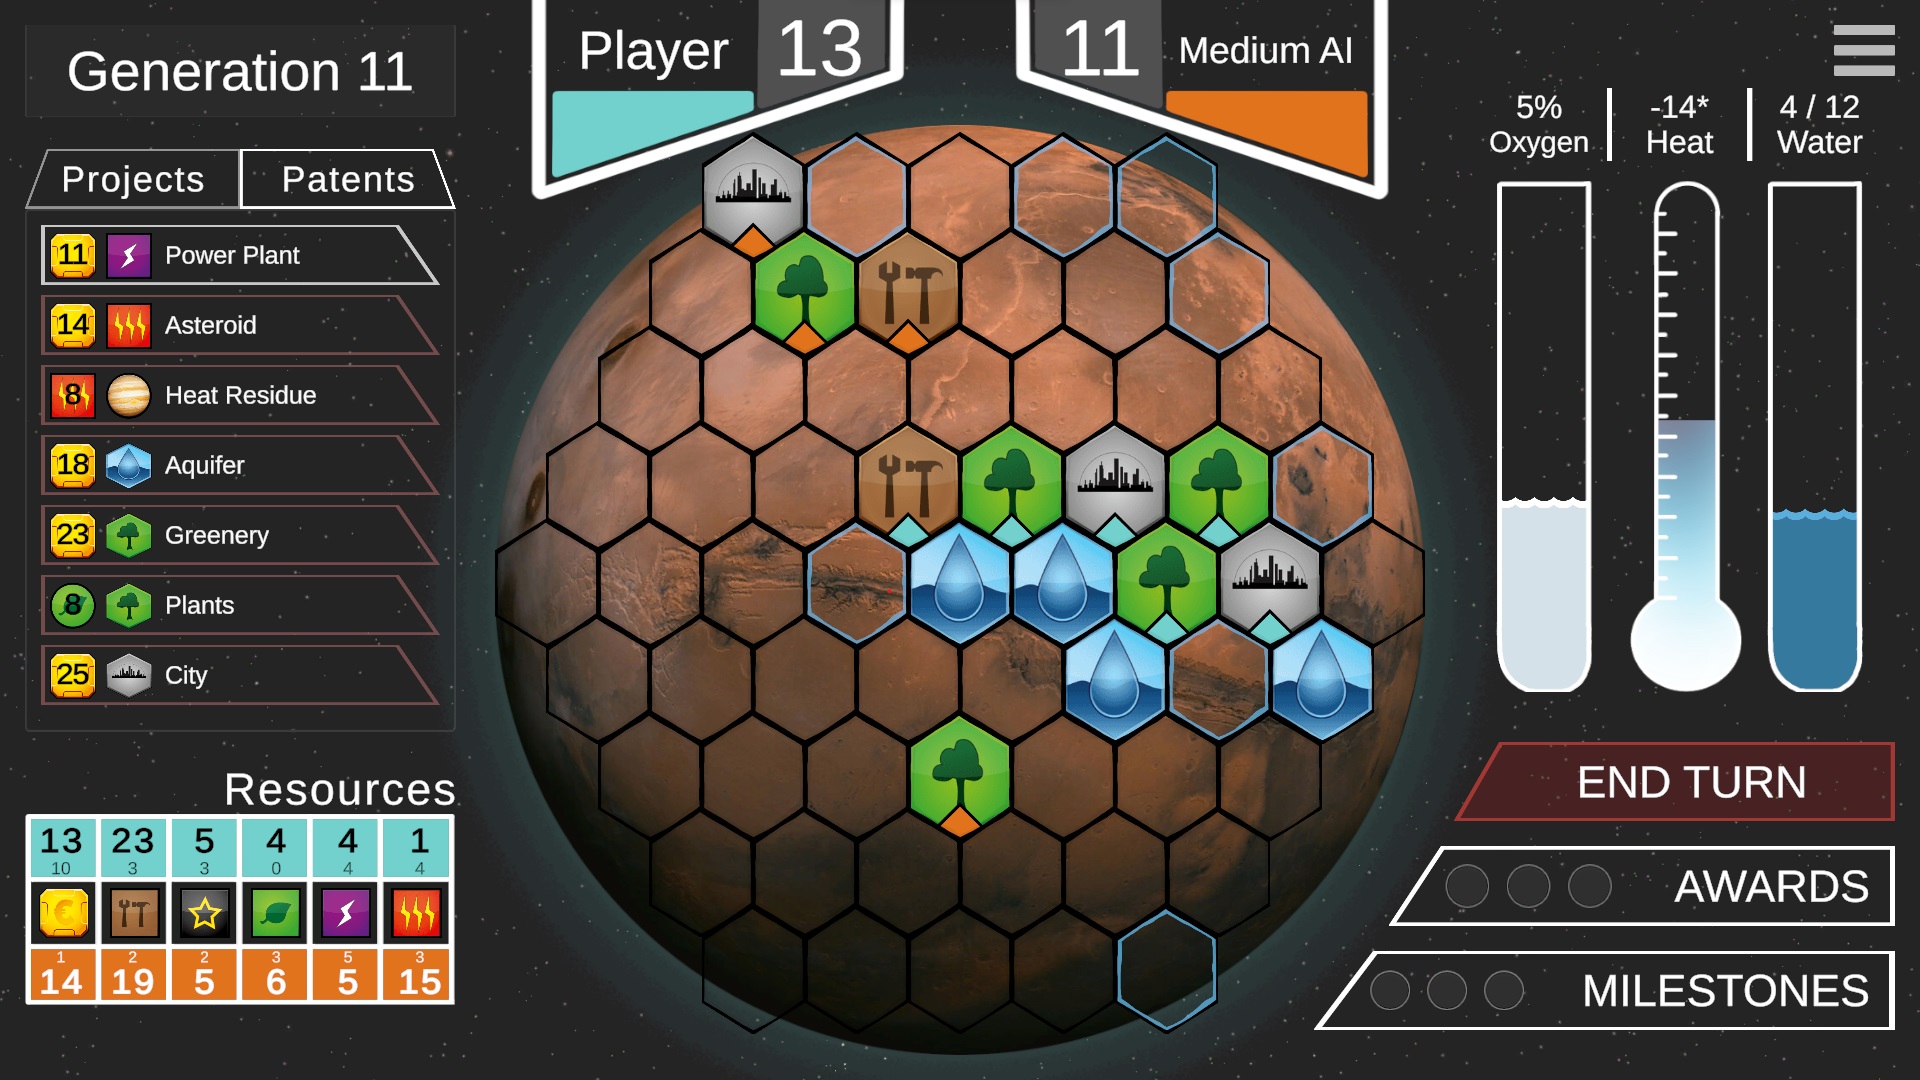 Generation 11
Player 13
11 Medium AI
5% Oxygen
-14* Heat
4 / 12 Water
Projects Patents
11 Power Plant
14 Asteroid
8 Heat Residue
18 Aquifer
23 Greenery
8 Plants
25 City
Resources
13 23 5 4 4 1
10 3 3 0 4 4
1 2 2 3 5 3
14 19 5 6 5 15
END TURN
AWARDS
MILESTONES